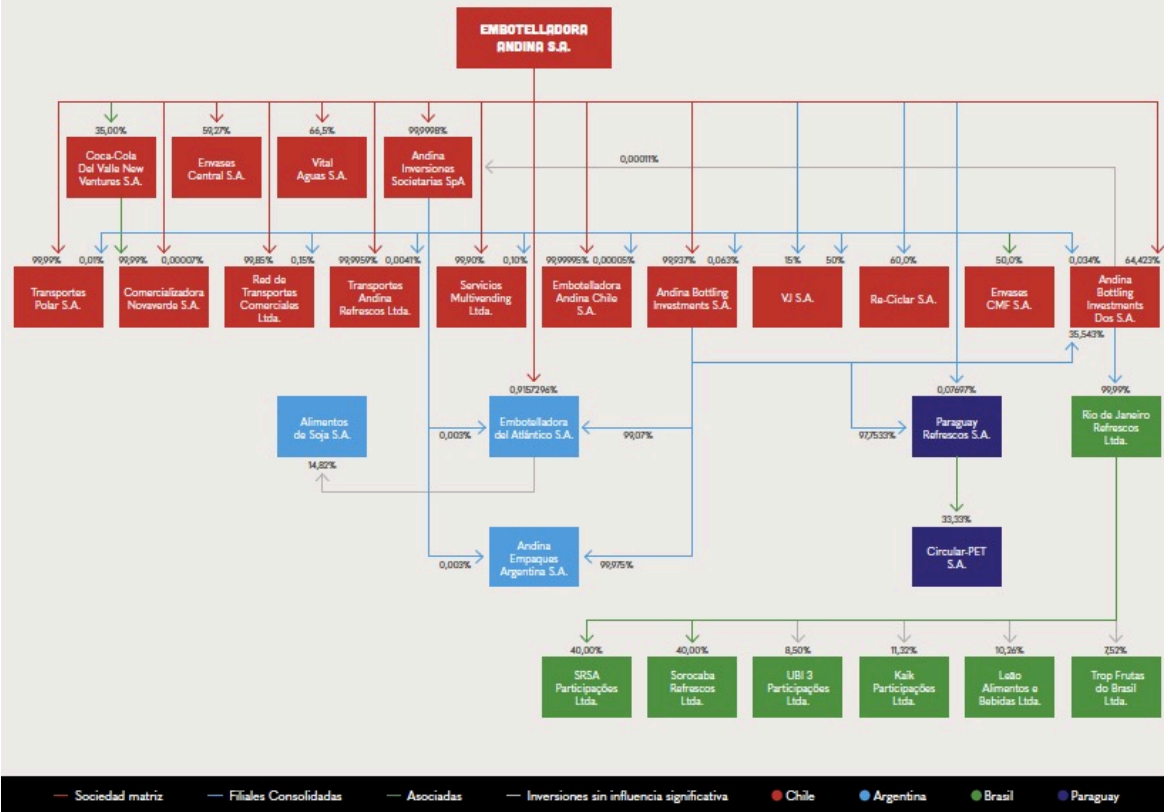 EMBOTELLADORA
ANDINA S.A.
35,00%
59,27%
66,5%
99,9998%
Coca-Cola
Del Valle New
Ventures S.A.
Envases
Central S.A.
Vital
Aguas S.A.
Andina
Inversiones
Societarias SpA
0,00011%
99,99%
0,01%
99,99%
0,00007%
99,85%
0,15%
99,9959%
0,0041%
99,90%
0,10%
99,99995%
0,00005%
99,937%
0,063%
15%
50%
60,0%
50,0%
0,034%
64,423%
Transportes
Polar S.A.
Comercializadora
Novaverde S.A.
Red de
Transportes
Comerciales
Ltda.
Transportes
Andina
Refrescos Ltda.
Servicios
Multivending
Ltda.
Embotelladora
Andina Chile
S.A.
Andina Bottling
Investments S.A.
VJ S.A.
Re-Ciclar S.A.
Envases
CMF S.A.
Andina
Bottling
Investments
Dos S.A.
35,543%
0,9157296%
0,07697%
99,99%
Alimentos
de Soja S.A.
0,003%
Embotelladora
del Atlántico S.A.
99,07%
97,7533%
Paraguay
Refrescos S.A.
Rio de Janeiro
Refrescos
Ltda.
14,82%
33,33%
0,003%
Andina
Empaques
Argentina S.A.
99,975%
Circular-PET
S.A.
40,00%
40,00%
8,50%
11,32%
10,26%
7,52%
SRSA
Participações
Ltda.
Sorocaba
Refrescos
Ltda.
UBI 3
Participações
Ltda.
Kaik
Participações
Ltda.
Leão
Alimentos e
Bebidas Ltda.
Trop Frutas
do Brasil
Ltda.
Sociedad matriz
Filiales Consolidadas
Asociadas
Inversiones sin influencia significativa
Chile
Argentina
Brasil
Paraguay